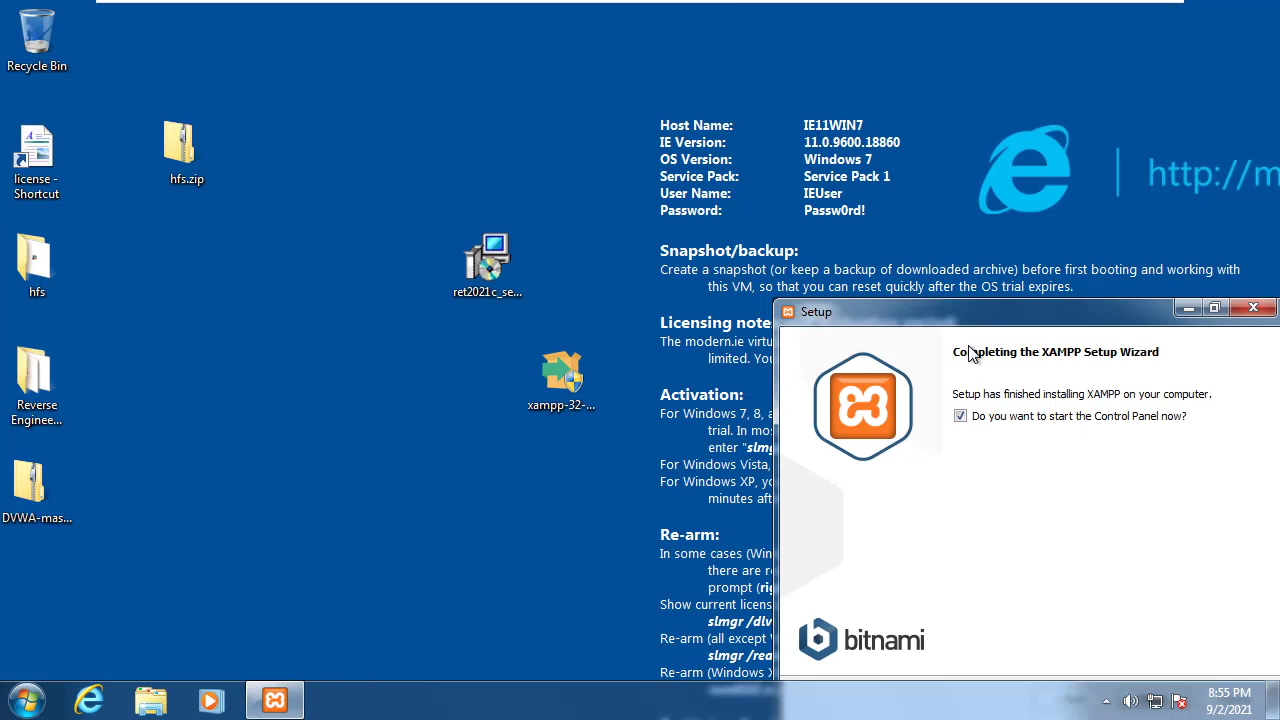 Recycle Bin
license -
Shortcut
hfs.zip
hfs
ret2021c_se...
xampp-32-...
Reverse
Enginee...
DVWA-mas...
Host Name: IE11WIN7
IE Version: 11.0.9600.18860
OS Version: Windows 7
Service Pack: Service Pack 1
User Name: IEUser
Password: Passw0rd!
http://m
Snapshot/backup:
Create a snapshot (or keep a backup of downloaded archive) before first booting and working with
this VM, so that you can reset quickly after the OS trial expires.
Licensing note
The modern.ie virtu
limited. You
Activation:
For Windows 7, 8, a
trial. In mos
enter "slmg
For Windows Vista,
For Windows XP, yo
minutes aft
Re-arm:
In some cases (Win
there are re
prompt (rig
Show current licens
slmgr /dlv
Re-arm (all except
slmgr /rea
Re-arm (Windows X
Setup
Completing the XAMPP Setup Wizard
Setup has finished installing XAMPP on your computer.
Do you want to start the Control Panel now?
bitnami
8:55 PM
9/2/2021